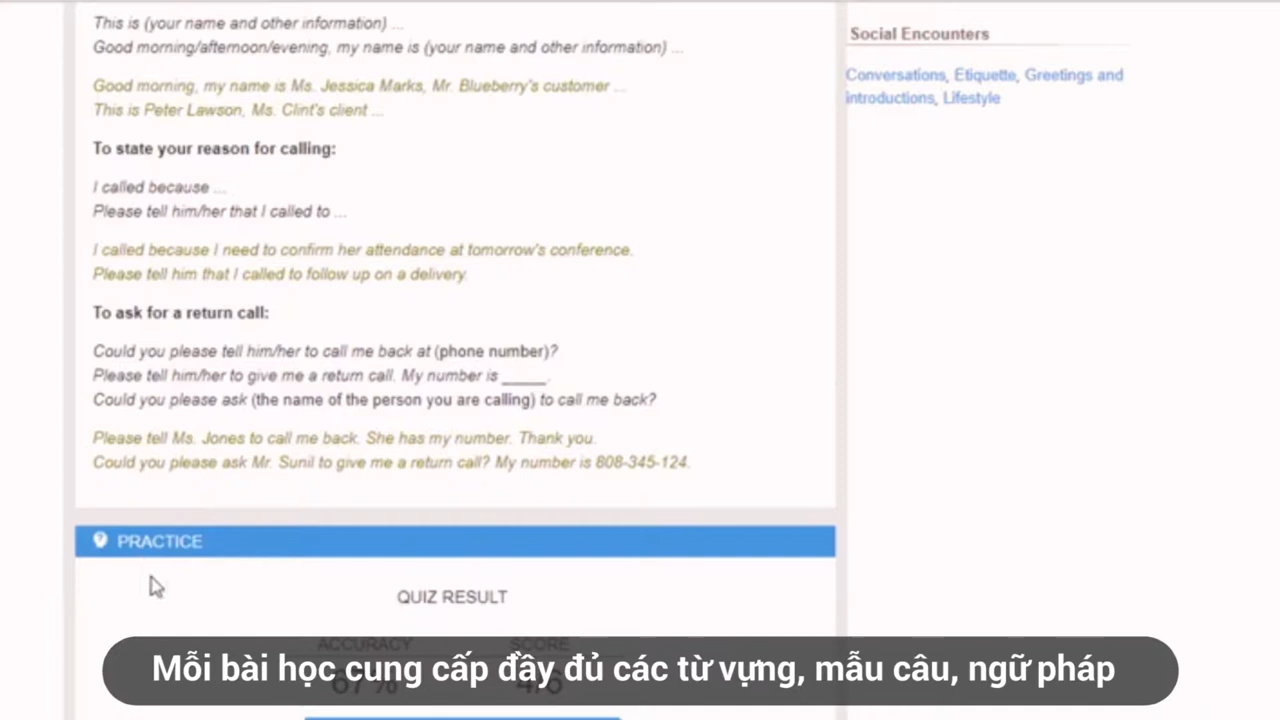 This is (your name and other information) ...
Good morning/afternoon/evening, my name is (your name and other information) ...
Good morning, my name is Ms. Jessica Marks, Mr. Blueberry's customer ...
This is Peter Lawson, Ms. Clint's client ...
To state your reason for calling:
I called because ...
Please tell him/her that I called to ...
I called because I need to confirm her attendance at tomorrow's conference.
Please tell him that I called to follow up on a delivery.
To ask for a return call:
Could you please tell him/her to call me back at (phone number)?
Please tell him/her to give me a return call. My number is _____.
Could you please ask (the name of the person you are calling) to call me back?
Please tell Ms. Jones to call me back. She has my number. Thank you.
Could you please ask Mr. Sunil to give me a return call? My number is 808-345-124.
PRACTICE
QUIZ RESULT
ACCURACY SCORE
67% 4/6
Mỗi bài học cung cấp đầy đủ các từ vựng, mẫu câu, ngữ pháp
Social Encounters
Conversations, Etiquette, Greetings and
introductions, Lifestyle